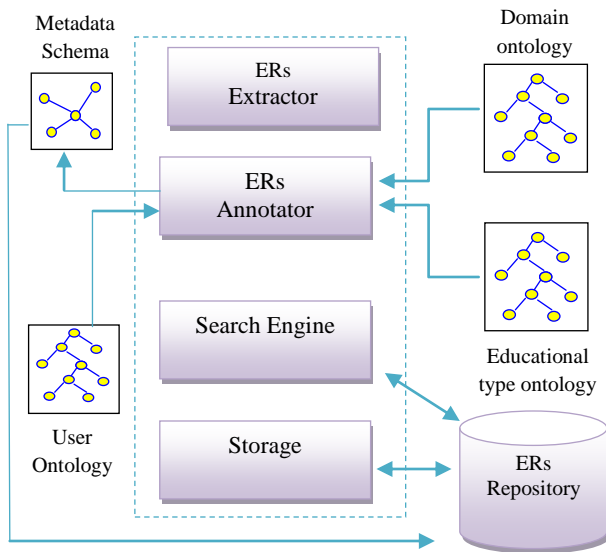 Metadata
Schema
ERs
Extractor
Domain
ontology
ERs
Annotator
Search Engine
Educational
type ontology
User
Ontology
Storage
ERs
Repository